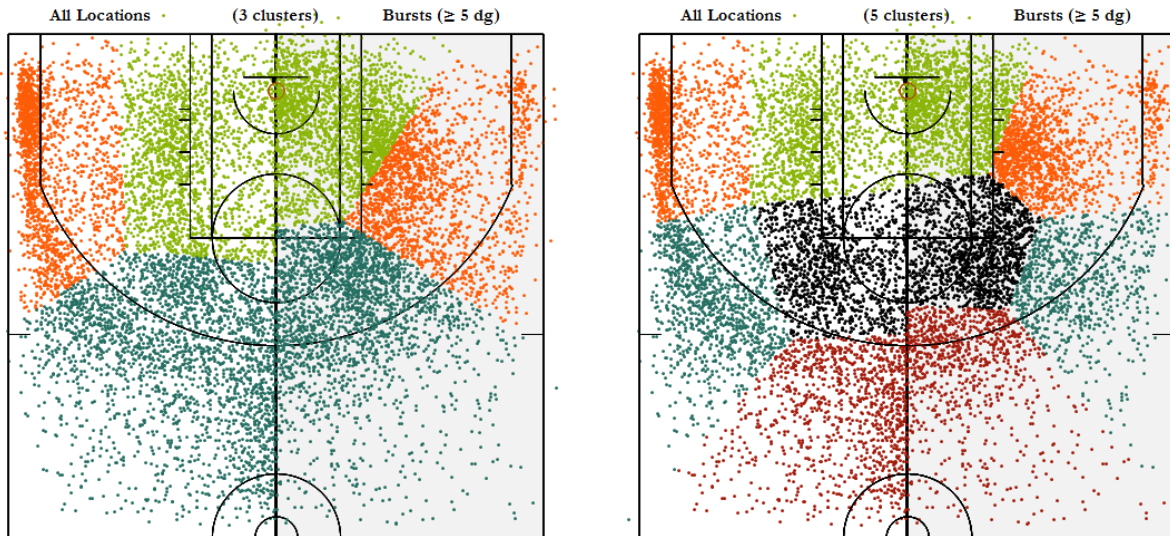 All Locations (3 clusters) Bursts (≥ 5 dg)
All Locations (5 clusters) Bursts (≥ 5 dg)